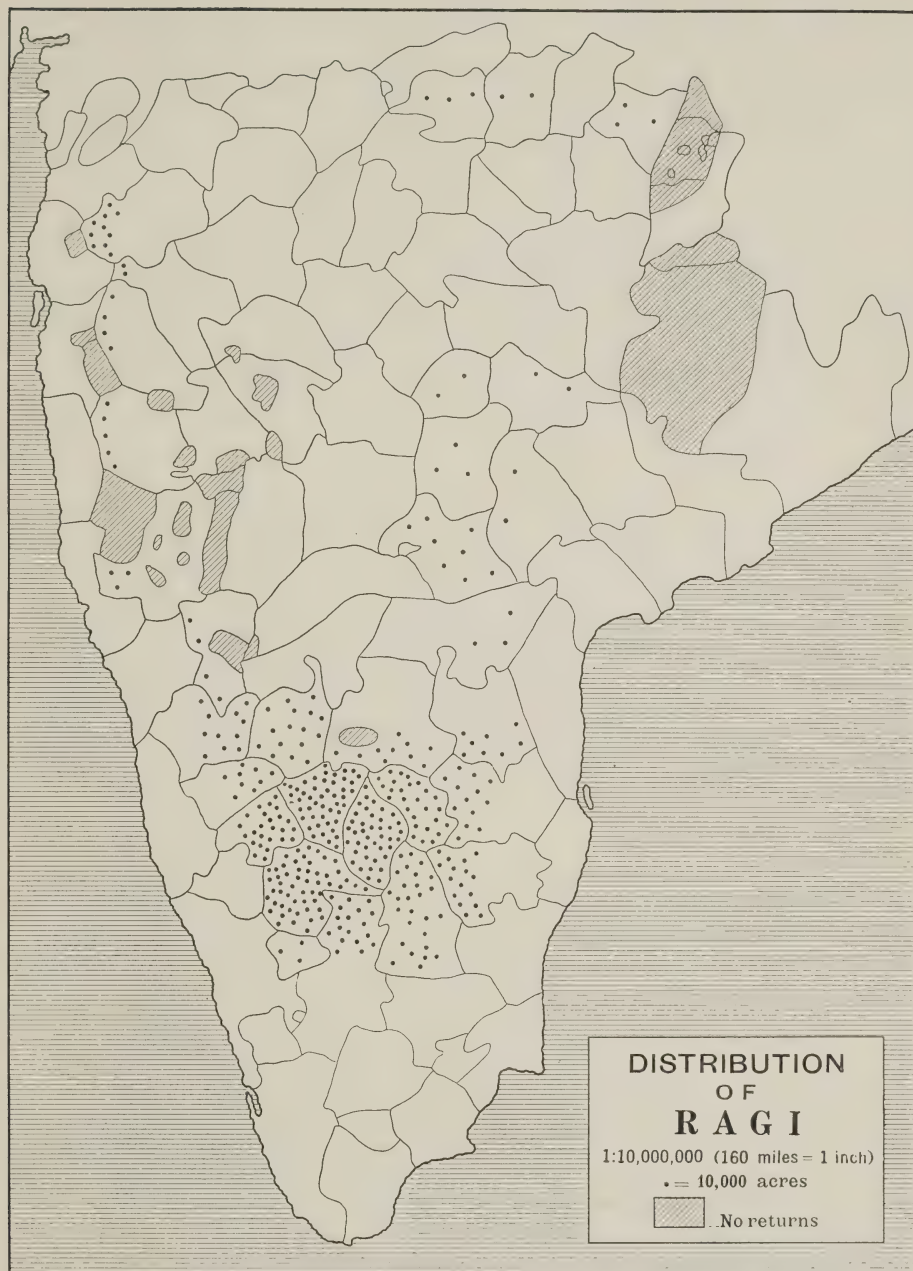 DISTRIBUTION
OF
RAGI
1:10,000,000 (160 miles = 1 inch)
. = 10,000 acres
No returns